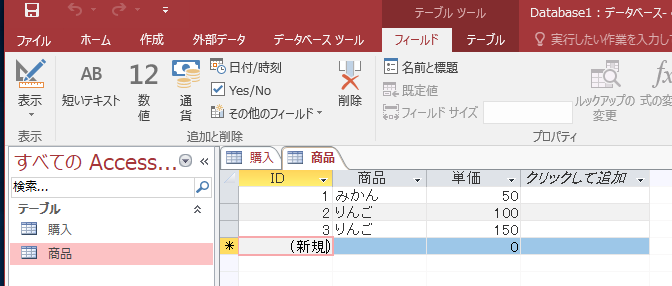 テーブル ツール
Database1 : データベース-
ファイル ホーム 作成 外部データ データベース ツール フィールド テーブル 実行したい作業を入力し
表示
AB
短いテキスト
12
数値
通貨
日付/時刻
Yes/No
その他のフィールド
削除
名前と標題
既定値
フィールド サイズ
ルックアップの変更
fx
式の変
表示 追加と削除 プロパティ
すべての Access...
検索...
テーブル
購入
商品
購入 商品
ID 商品 単価 クリックして追加
1 みかん 50
2 りんご 100
3 りんご 150
* (新規) 0